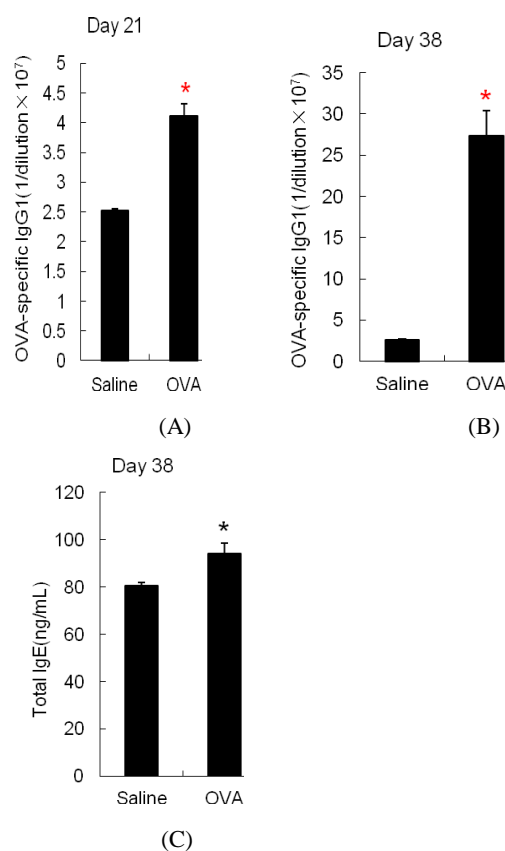 Day 21
OVA-specific IgG1(1/dilution×10⁷)
5
4.5
4
3.5
3
2.5
2
1.5
1
0.5
0
*
Saline OVA
(A)
Day 38
OVA-specific IgG1(1/dilution×10⁷)
35
30
25
20
15
10
5
0
*
Saline OVA
(B)
Day 38
Total IgE(ng/mL)
120
100
80
60
40
20
0
*
Saline OVA
(C)